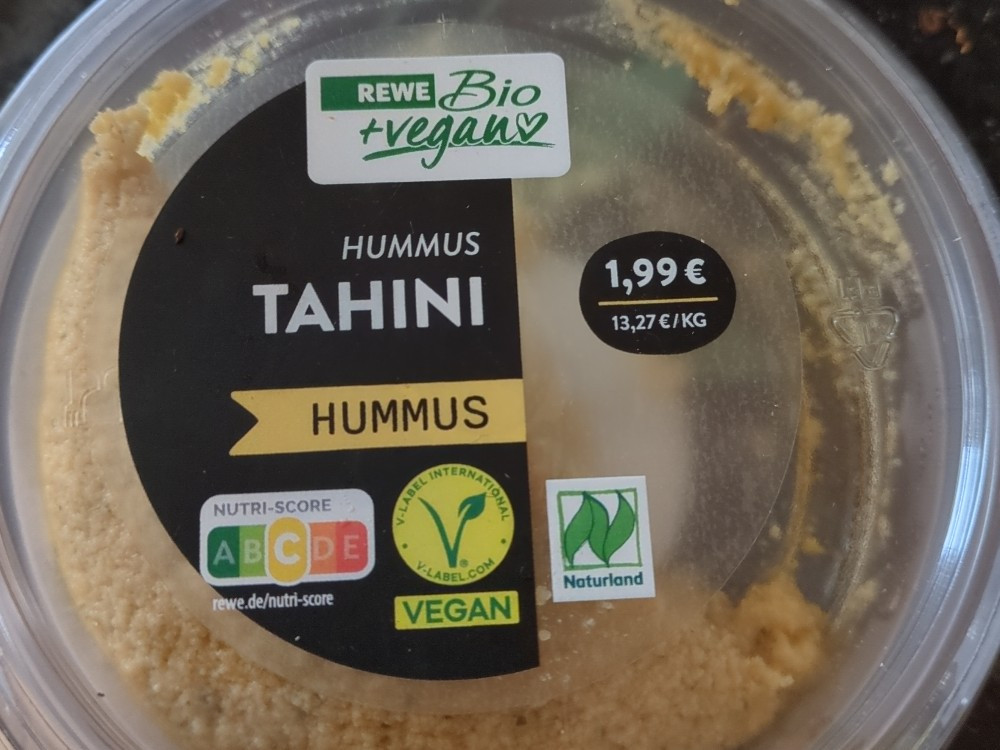 REWE Bio
+vegan
HUMMUS
TAHINI
1,99 €
13,27 €/KG
HUMMUS
NUTRI-SCORE
A B C D E
rewe.de/nutri-score
V-LABEL INTERNATIONAL
V-LABEL.COM
VEGAN
Naturland